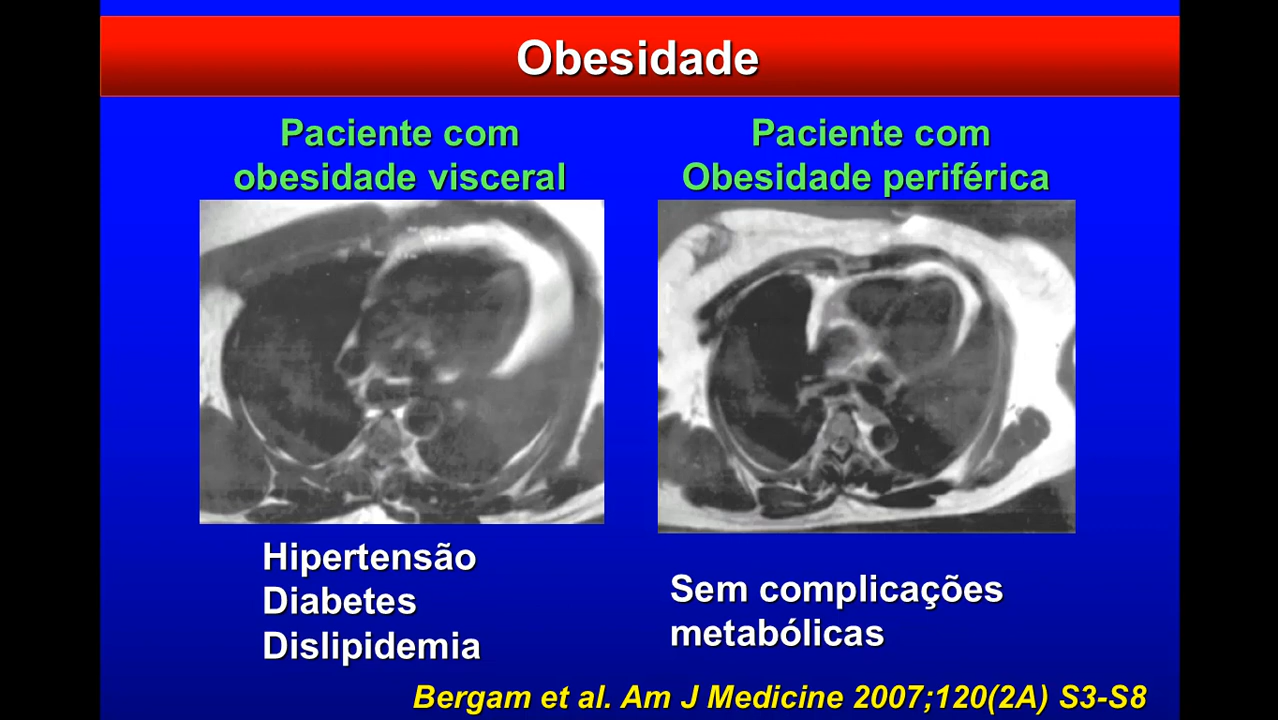 Obesidade
Paciente com
obesidade visceral
Paciente com
Obesidade periférica
Hipertensão
Diabetes
Dislipidemia
Sem complicações
metabólicas
Bergam et al. Am J Medicine 2007;120(2A) S3-S8